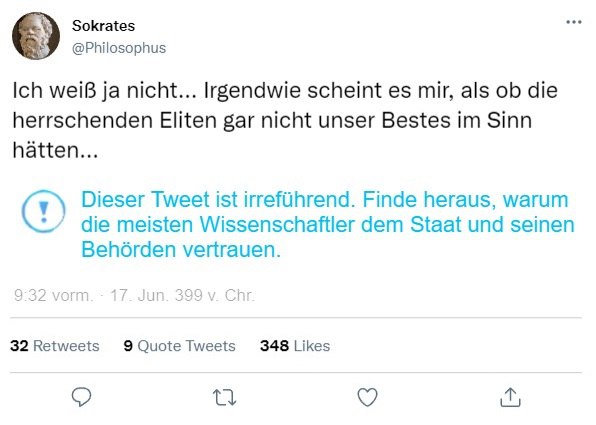 Sokrates
@Philosophus
Ich weiß ja nicht... Irgendwie scheint es mir, als ob die
herrschenden Eliten gar nicht unser Bestes im Sinn
hätten...
Dieser Tweet ist irreführend. Finde heraus, warum
die meisten Wissenschaftler dem Staat und seinen
Behörden vertrauen.
9:32 vorm. · 17. Jun. 399 v. Chr.
32 Retweets 9 Quote Tweets 348 Likes